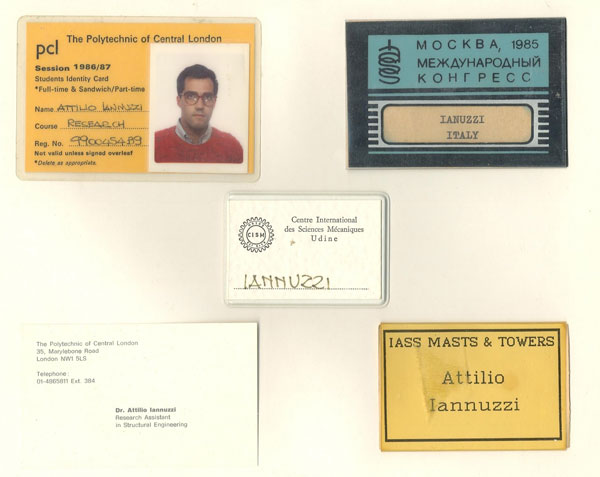 pcl
The Polytechnic of Central London
Session 1986/87
Students Identity Card
*Full-time & Sandwich/Part-time
Name ATTILIO IANNUZZI
Course RESEARCH
Reg. No. 990045489
Not valid unless signed overleaf
*Delete as appropriate.
МОСКВА, 1985
МЕЖДУНАРОДНЫЙ
КОНГРЕСС
IANUZZI
ITALY
CISM
Centre International
des Sciences Mécaniques
Udine
IANNUZZI
The Polytechnic of Central London
35, Marylebone Road
London NW1 5LS
Telephone:
01-4865811 Ext. 384
Dr. Attilio Iannuzzi
Research Assistant
in Structural Engineering
IASS MASTS & TOWERS
Attilio
Iannuzzi